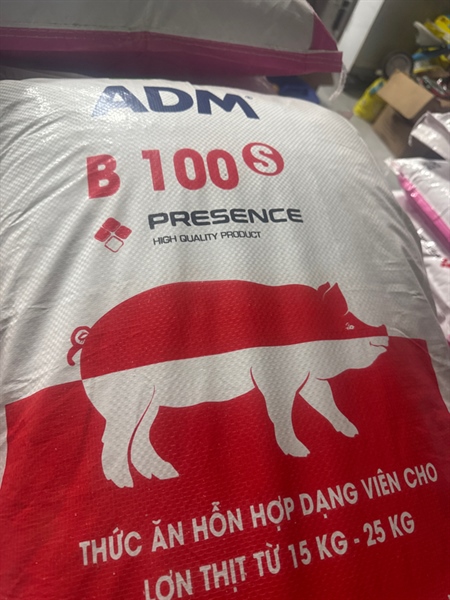 ADM
B 100 S
PRESENCE
HIGH QUALITY PRODUCT
THỨC ĂN HỖN HỢP DẠNG VIÊN CHO
LỢN THỊT TỪ 15 KG - 25 KG